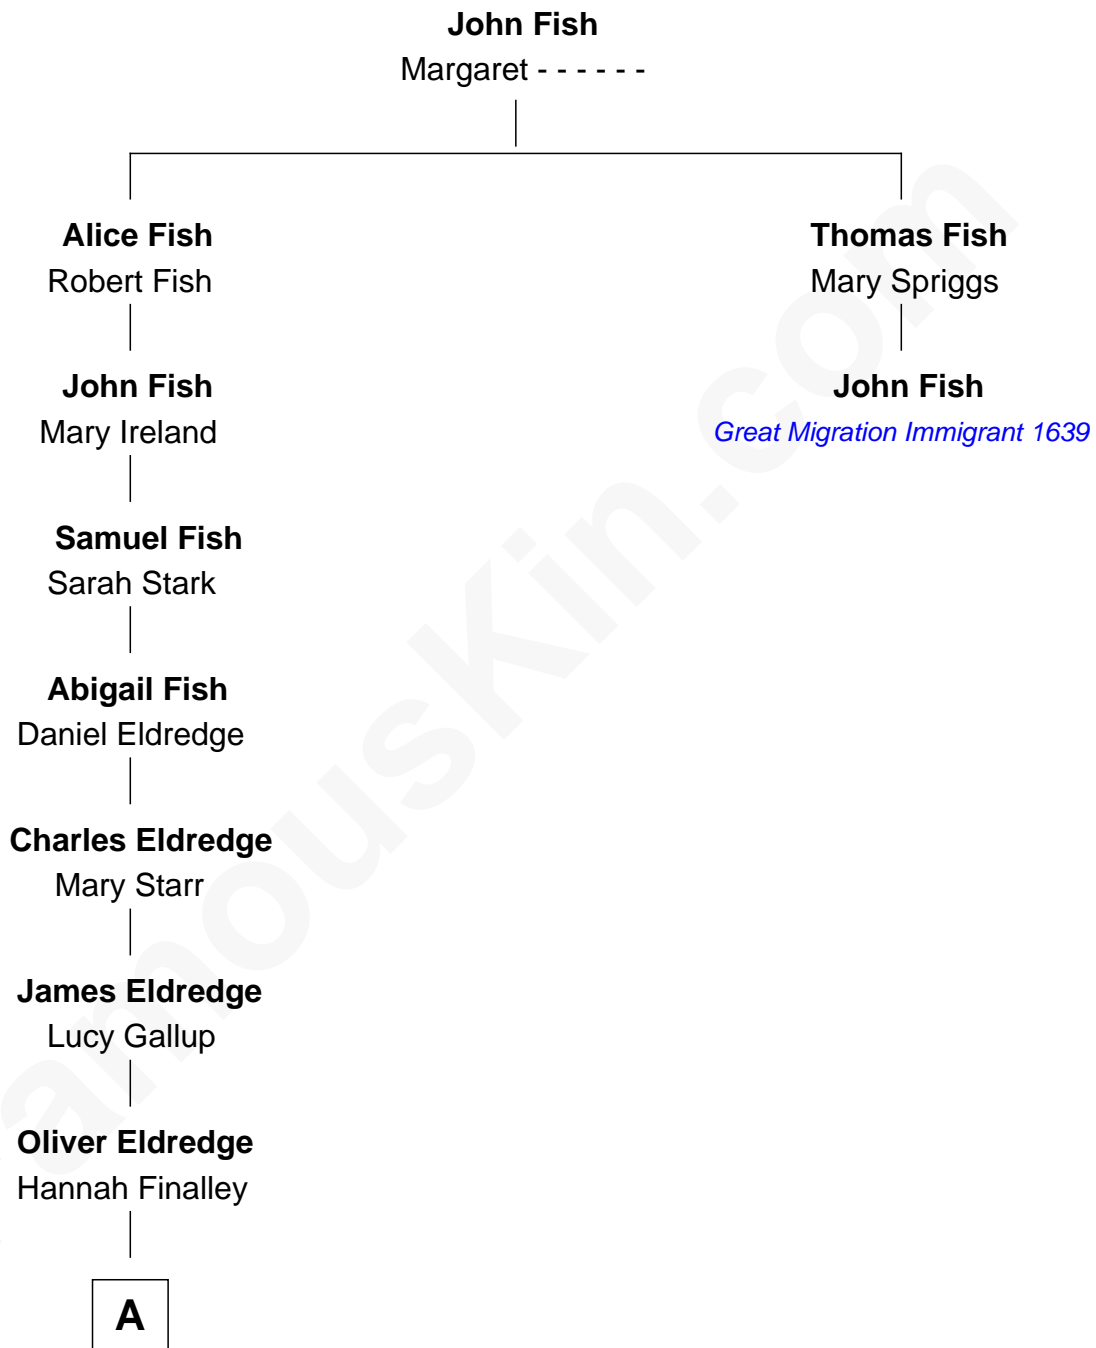 John Fish
Margaret - - - - - -
Alice Fish
Robert Fish
Thomas Fish
Mary Spriggs
John Fish
Mary Ireland
John Fish
Great Migration Immigrant 1639
Samuel Fish
Sarah Stark
Abigail Fish
Daniel Eldredge
Charles Eldredge
Mary Starr
James Eldredge
Lucy Gallup
Oliver Eldredge
Hannah Finalley
A
amouskin.com